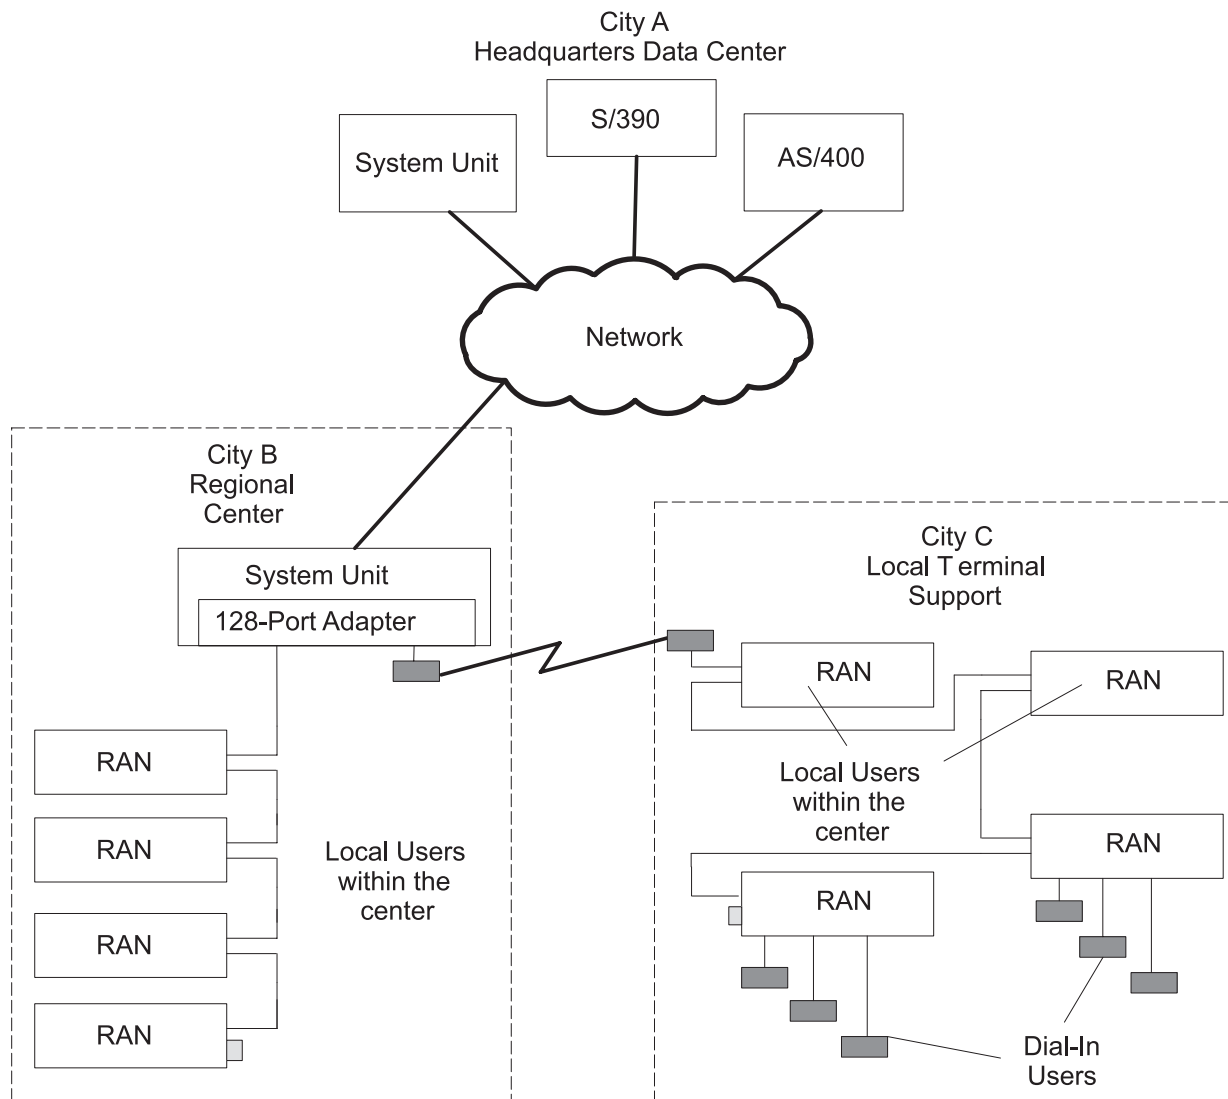 City A
Headquarters Data Center
System Unit
S/390
AS/400
Network
City B
Regional
Center
System Unit
128-Port Adapter
RAN
RAN
RAN
RAN
Local Users
within the
center
City C
Local Terminal
Support
RAN
RAN
Local Users
within the
center
RAN
RAN
Dial-In
Users